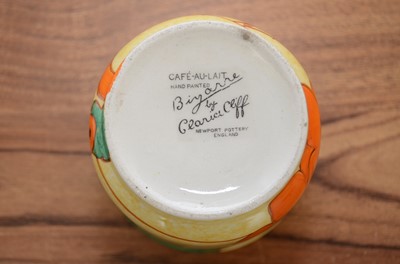 CAFÉ-AU-LAIT
HAND PAINTED
Bizarre
by
Clarice Cliff
NEWPORT POTTERY
ENGLAND